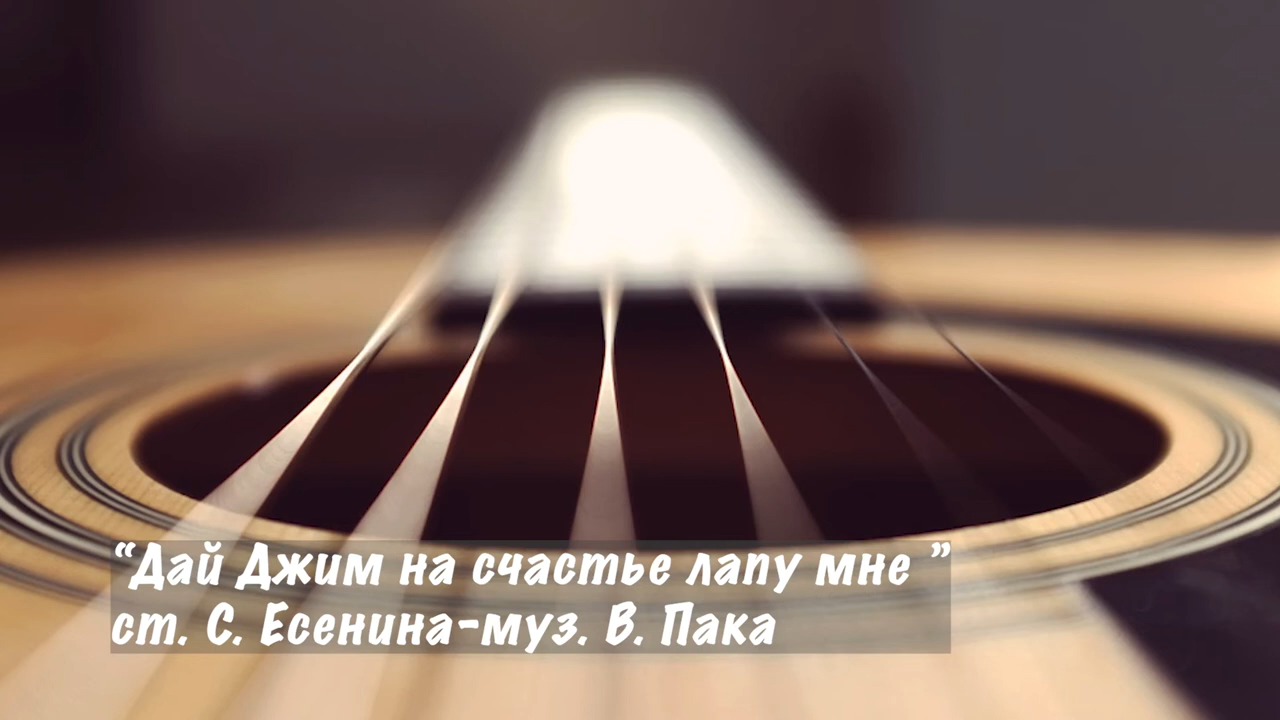 “Дай Джим на счастье лапу мне ”
ст. С. Есенина-муз. В. Пака